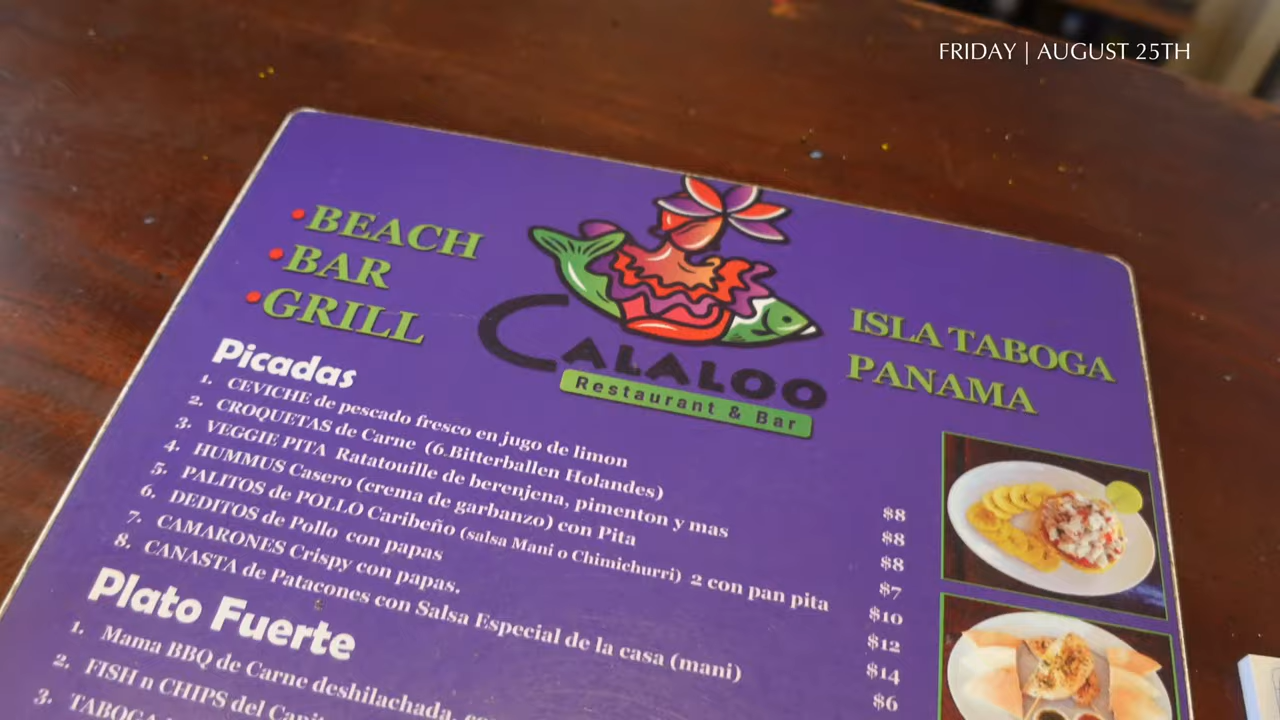 FRIDAY | AUGUST 25TH
• BEACH
• BAR
• GRILL
CALALOO
Restaurant & Bar
ISLA TABOGA
PANAMA
Picadas
1. CEVICHE de pescado fresco en jugo de limon $8
2. CROQUETAS de Carne (6 Bitterballen Holandes) $8
3. VEGGIE PITA Ratatouille de berenjena, pimenton y mas $8
4. HUMMUS Casero (crema de garbanzo) con Pita $7
5. PALITOS de POLLO Caribeño (salsa Mani o Chimichurri) 2 con pan pita $10
6. DEDITOS de Pollo con papas $12
7. CAMARONES Crispy con papas. $14
8. CANASTA de Patacones con Salsa Especial de la casa (mani) $6
Plato Fuerte
1. Mama BBQ de Carne deshilachada,
2. FISH n CHIPS del
3. TABOGA